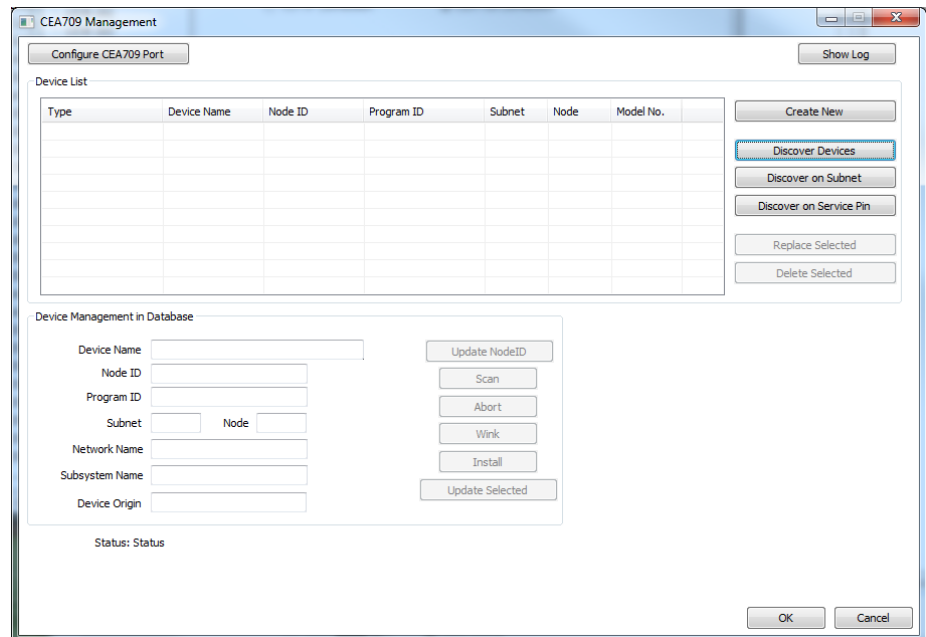 CEA709 Management
Configure CEA709 Port
Show Log
Device List
Type Device Name Node ID Program ID Subnet Node Model No.
Create New
Discover Devices
Discover on Subnet
Discover on Service Pin
Replace Selected
Delete Selected
Device Management in Database
Device Name
Update NodeID
Node ID
Scan
Program ID
Abort
Subnet Node
Wink
Network Name
Install
Subsystem Name
Update Selected
Device Origin
Status: Status
OK Cancel